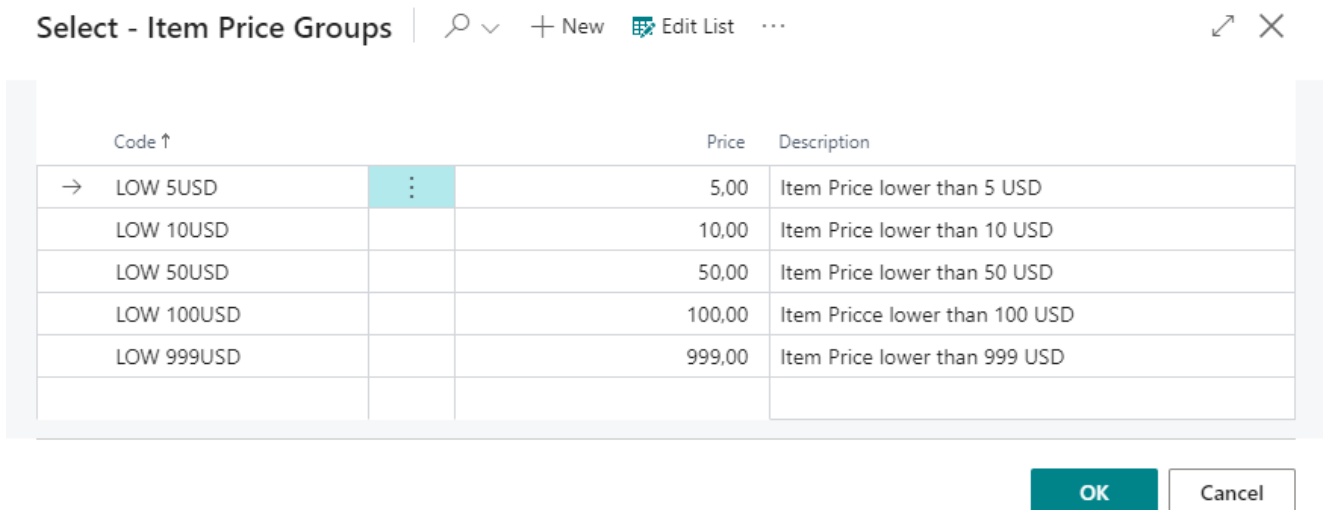 Select - Item Price Groups New Edit List ...
Code ↑ Price Description
→ LOW 5USD 5,00 Item Price lower than 5 USD
LOW 10USD 10,00 Item Price lower than 10 USD
LOW 50USD 50,00 Item Price lower than 50 USD
LOW 100USD 100,00 Item Pricce lower than 100 USD
LOW 999USD 999,00 Item Price lower than 999 USD
OK Cancel